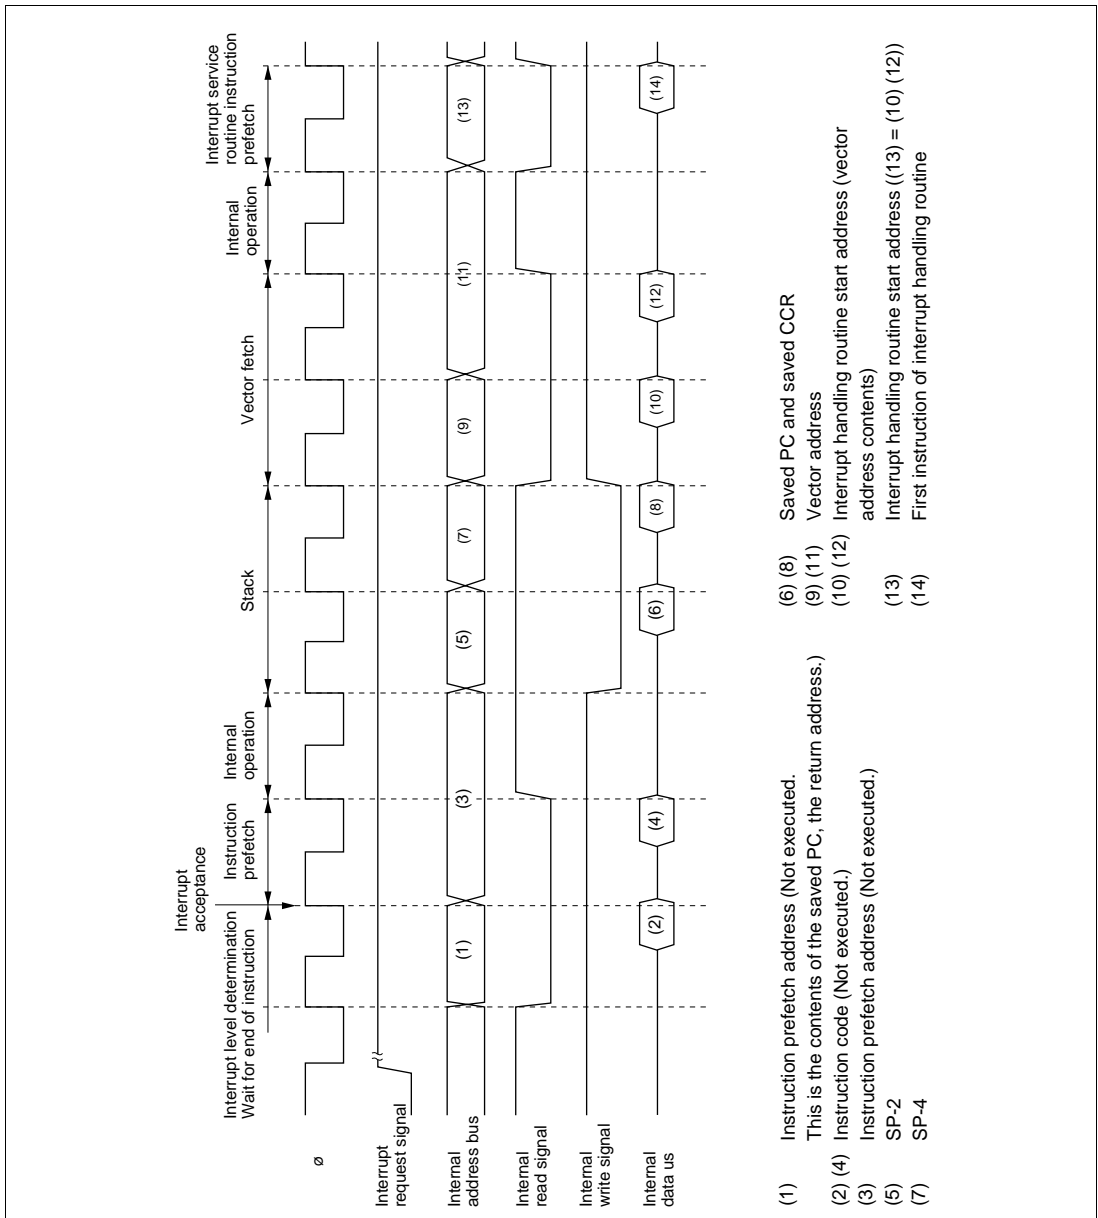 Interrupt
acceptance
Interrupt level determination
Wait for end of instruction
Instruction
prefetch
Internal
operation
Stack
Vector fetch
Internal
operation
Interrupt service
routine instruction
prefetch
ø
Interrupt
request signal
Internal
address bus
(1)
(3)
(5)
(7)
(9)
(11)
(13)
Internal
read signal
Internal
write signal
Internal
data us
(2)
(4)
(6)
(8)
(10)
(12)
(14)
(1) Instruction prefetch address (Not executed.
This is the contents of the saved PC, the return address.)
(2) (4) Instruction code (Not executed.)
(3) Instruction prefetch address (Not executed.)
(5) SP-2
(7) SP-4
(6) (8) Saved PC and saved CCR
(9) (11) Vector address
(10) (12) Interrupt handling routine start address (vector
address contents)
(13) Interrupt handling routine start address ((13) = (10) (12))
(14) First instruction of interrupt handling routine